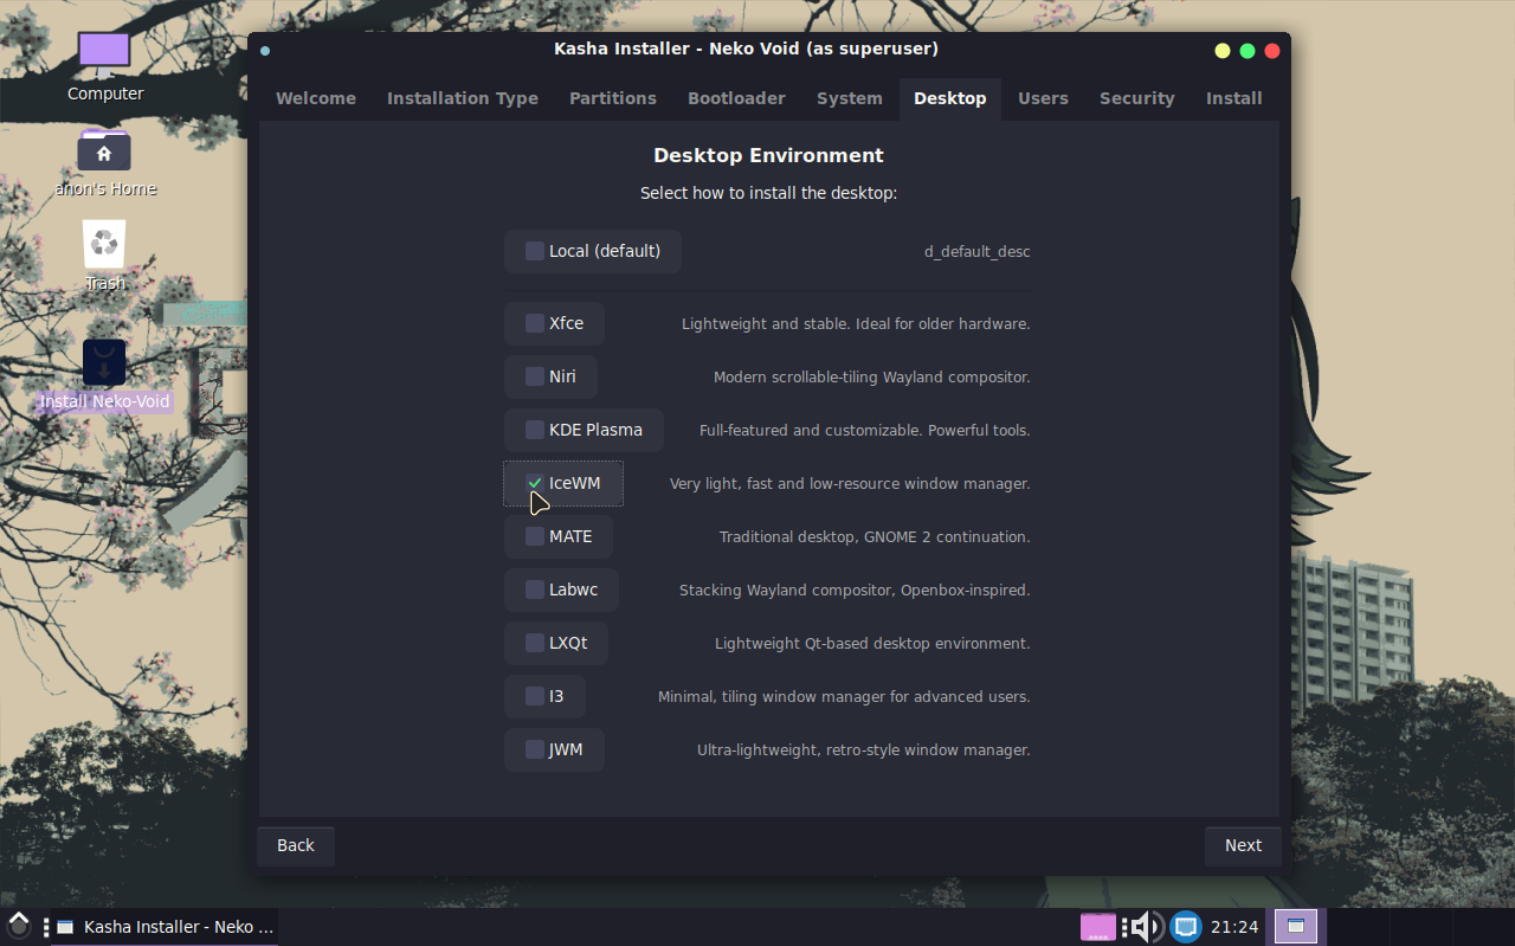 Computer
anon's Home
Trash
Install Neko-Void
Kasha Installer - Neko Void (as superuser)
Welcome Installation Type Partitions Bootloader System Desktop Users Security Install
Desktop Environment
Select how to install the desktop:
Local (default) d_default_desc
Xfce Lightweight and stable. Ideal for older hardware.
Niri Modern scrollable-tiling Wayland compositor.
KDE Plasma Full-featured and customizable. Powerful tools.
IceWM Very light, fast and low-resource window manager.
MATE Traditional desktop, GNOME 2 continuation.
Labwc Stacking Wayland compositor, Openbox-inspired.
LXQt Lightweight Qt-based desktop environment.
I3 Minimal, tiling window manager for advanced users.
JWM Ultra-lightweight, retro-style window manager.
Back Next
Kasha Installer - Neko ... 21:24